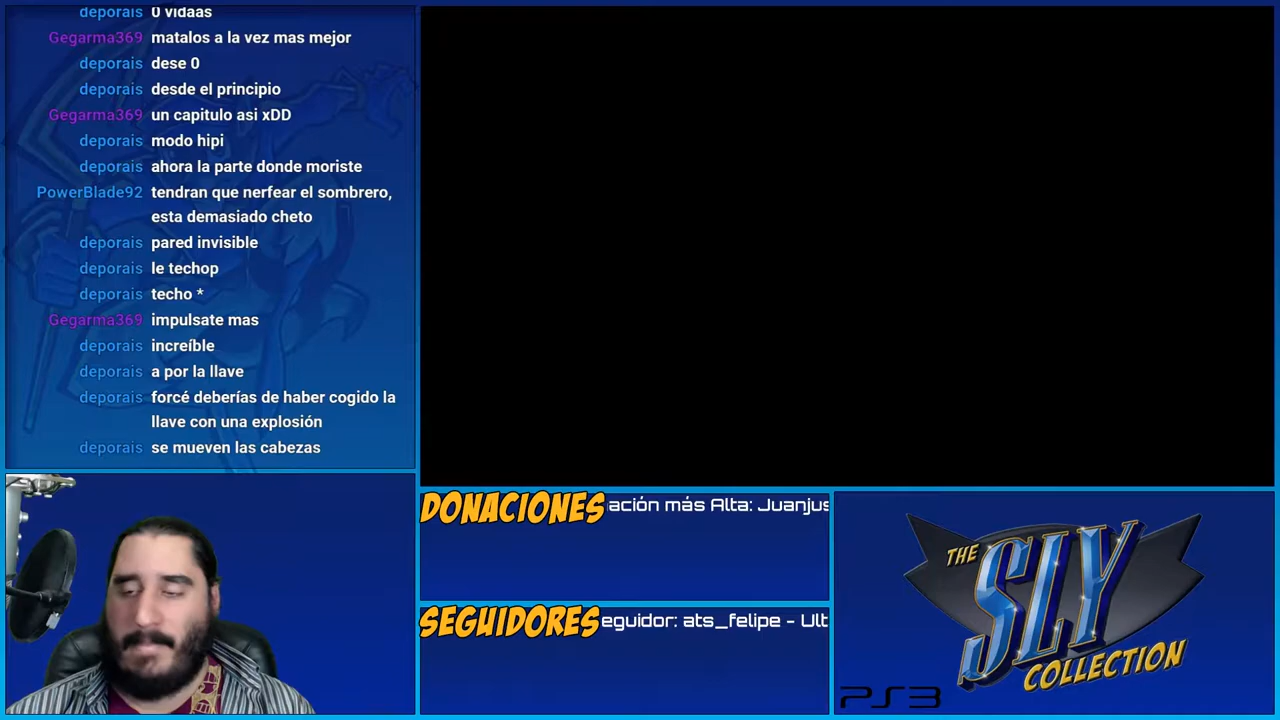 deporais 0 vidaas
Gegarma369 matalos a la vez mas mejor
deporais dese 0
deporais desde el principio
Gegarma369 un capitulo asi xDD
deporais modo hipi
deporais ahora la parte donde moriste
PowerBlade92 tendran que nerfear el sombrero,
esta demasiado cheto
deporais pared invisible
deporais le techop
deporais techo *
Gegarma369 impulsate mas
deporais increíble
deporais a por la llave
deporais forcé deberías de haber cogido la
llave con una explosión
deporais se mueven las cabezas
DONACIONES ación más Alta: Juanjus
SEGUIDORES eguidor: ats_felipe - Ult
THE
SLY
COLLECTION
PS3